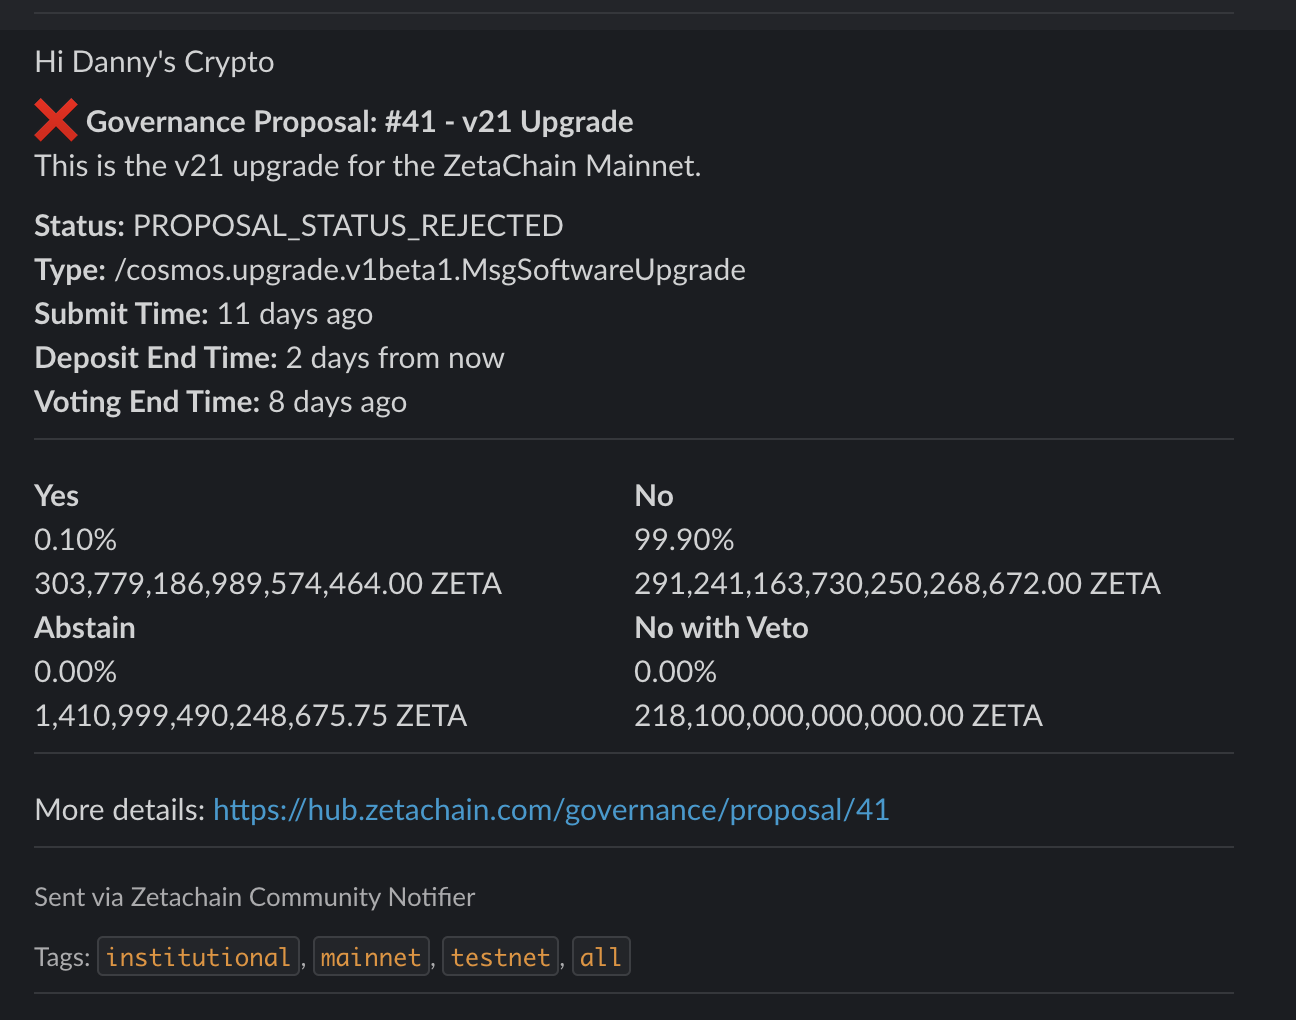 Hi Danny's Crypto
❌ Governance Proposal: #41 - v21 Upgrade
This is the v21 upgrade for the ZetaChain Mainnet.
Status: PROPOSAL_STATUS_REJECTED
Type: /cosmos.upgrade.v1beta1.MsgSoftwareUpgrade
Submit Time: 11 days ago
Deposit End Time: 2 days from now
Voting End Time: 8 days ago
Yes
0.10%
303,779,186,989,574,464.00 ZETA
No
99.90%
291,241,163,730,250,268,672.00 ZETA
Abstain
0.00%
1,410,999,490,248,675.75 ZETA
No with Veto
0.00%
218,100,000,000,000.00 ZETA
More details: https://hub.zetachain.com/governance/proposal/41
Sent via Zetachain Community Notifier
Tags: institutional, mainnet, testnet, all